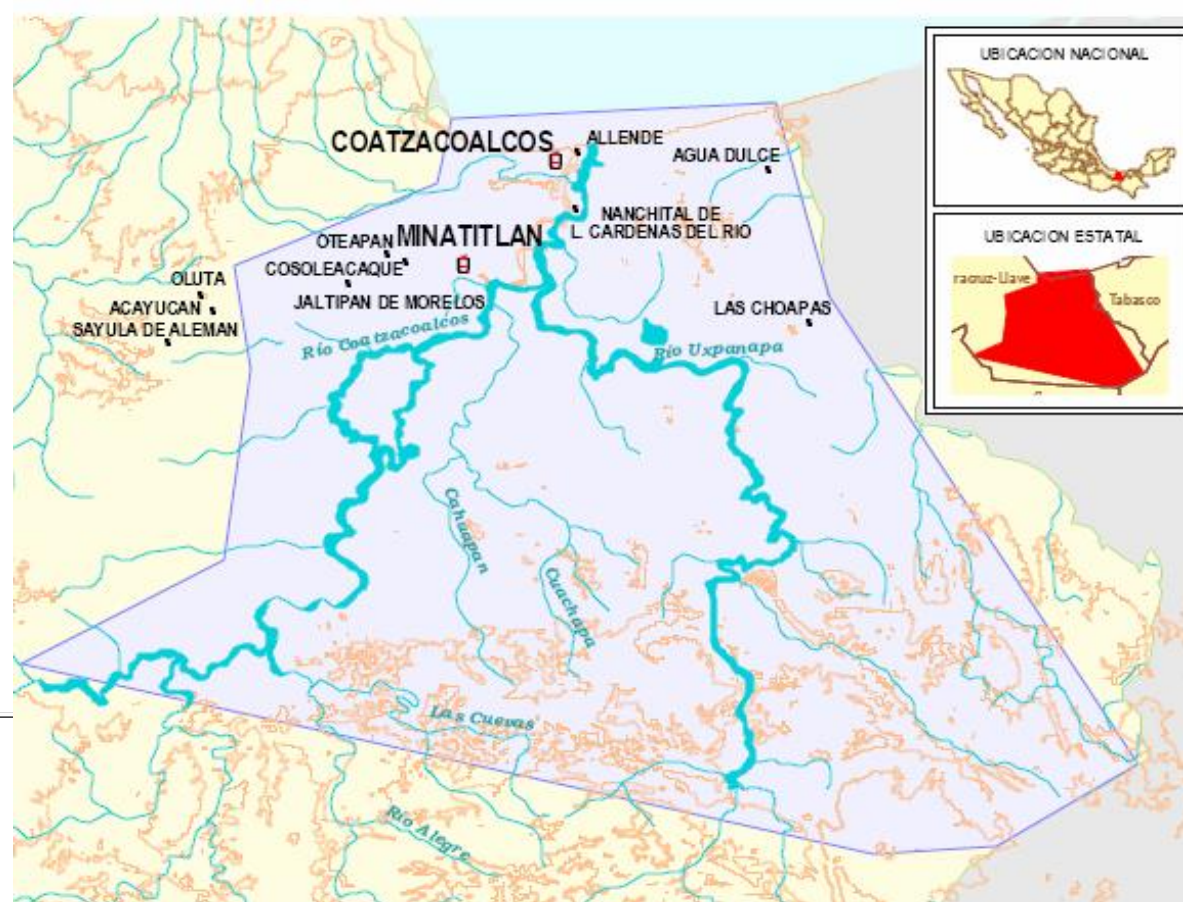 UBICACION NACIONAL
COATZACOALCOS
ALLENDE
AGUA DULCE
NANCHITAL DE
L. CARDENAS DEL RIO
OTEAPAN
MINATITLAN
UBICACION ESTATAL
COSOLEACAQUE
OLUTA
JALTIPAN DE MORELOS
ACAYUCAN
SAYULA DE ALEMAN
LAS CHOAPAS
racruz-Llave
Tabasco
Río Coatzacoalcos
Río Uxpanapa
Cahuapan
Cuachapa
Las Cuevas
Río Alegre